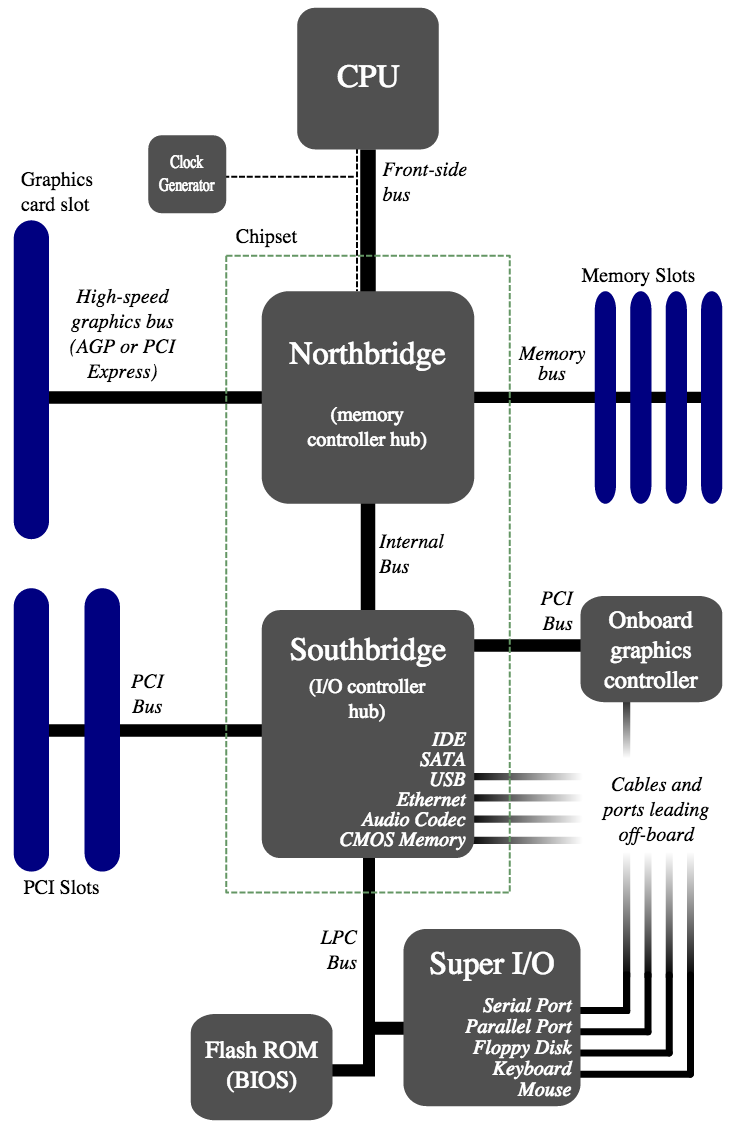 CPU
Clock
Generator
Front-side
bus
Graphics
card slot
Chipset
High-speed
graphics bus
(AGP or PCI
Express)
Northbridge
(memory
controller hub)
Memory Slots
Memory
bus
Internal
Bus
PCI
Bus
Onboard
graphics
controller
Southbridge
(I/O controller
hub)
PCI
Bus
IDE
SATA
USB
Ethernet
Audio Codec
CMOS Memory
Cables and
ports leading
off-board
PCI Slots
LPC
Bus
Super I/O
Serial Port
Parallel Port
Floppy Disk
Keyboard
Mouse
Flash ROM
(BIOS)